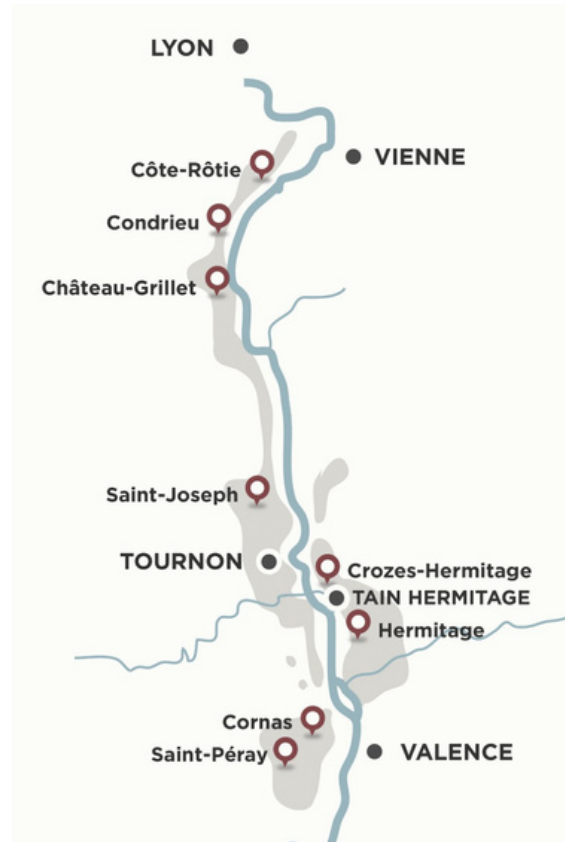 LYON
VIENNE
Côte-Rôtie
Condrieu
Château-Grillet
Saint-Joseph
TOURNON
Crozes-Hermitage
TAIN HERMITAGE
Hermitage
Cornas
Saint-Péray
VALENCE